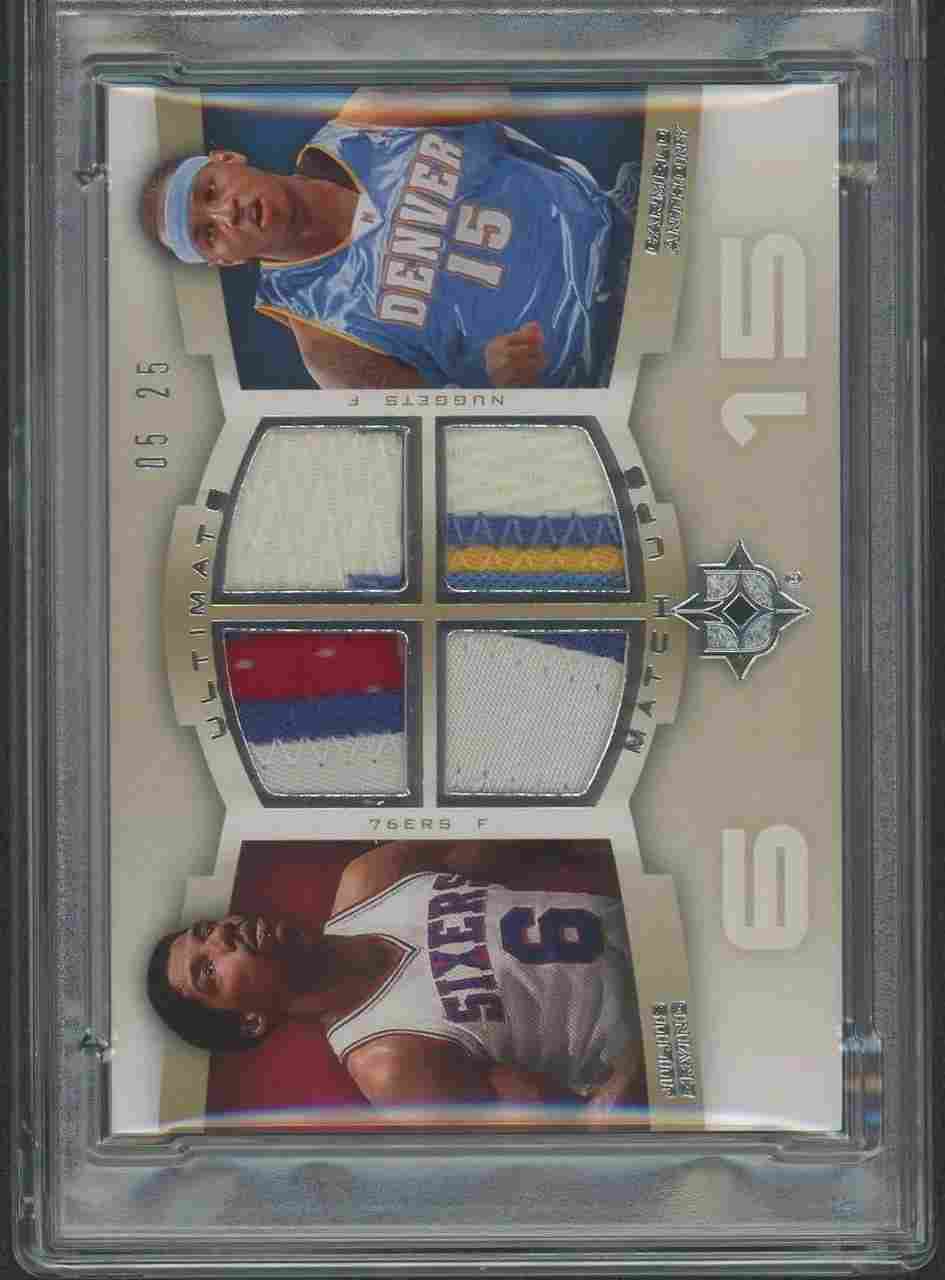 05 25
ULTIMATE
MATCH UPS
76ERS F
NUGGETS F
SIXERS
6
DENVER
15
JULIUS
ERVING
CARMELO
ANTHONY
6
15